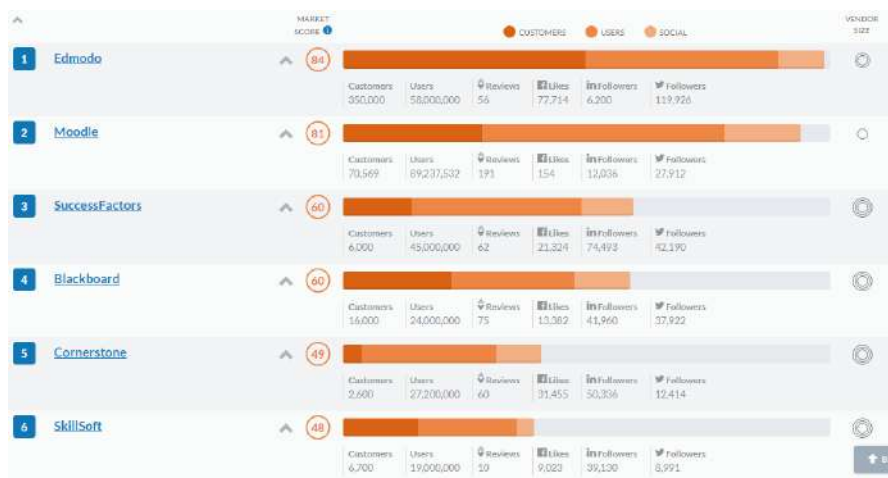 MARKET SCORE CUSTOMERS USERS SOCIAL VENDOR SIZE
1 Edmodo 84
Customers Users Reviews Likes Followers Followers
350,000 58,000,000 56 77,714 6,200 119,926
2 Moodle 81
Customers Users Reviews Likes Followers Followers
70,569 89,237,532 191 154 12,036 27,912
3 SuccessFactors 60
Customers Users Reviews Likes Followers Followers
6,000 45,000,000 62 21,324 74,493 42,190
4 Blackboard 60
Customers Users Reviews Likes Followers Followers
16,000 24,000,000 75 13,382 41,960 37,922
5 Cornerstone 49
Customers Users Reviews Likes Followers Followers
2,600 27,200,000 60 31,455 50,336 12,414
6 SkillSoft 48
Customers Users Reviews Likes Followers Followers
6,700 19,000,000 10 9,023 39,130 8,991